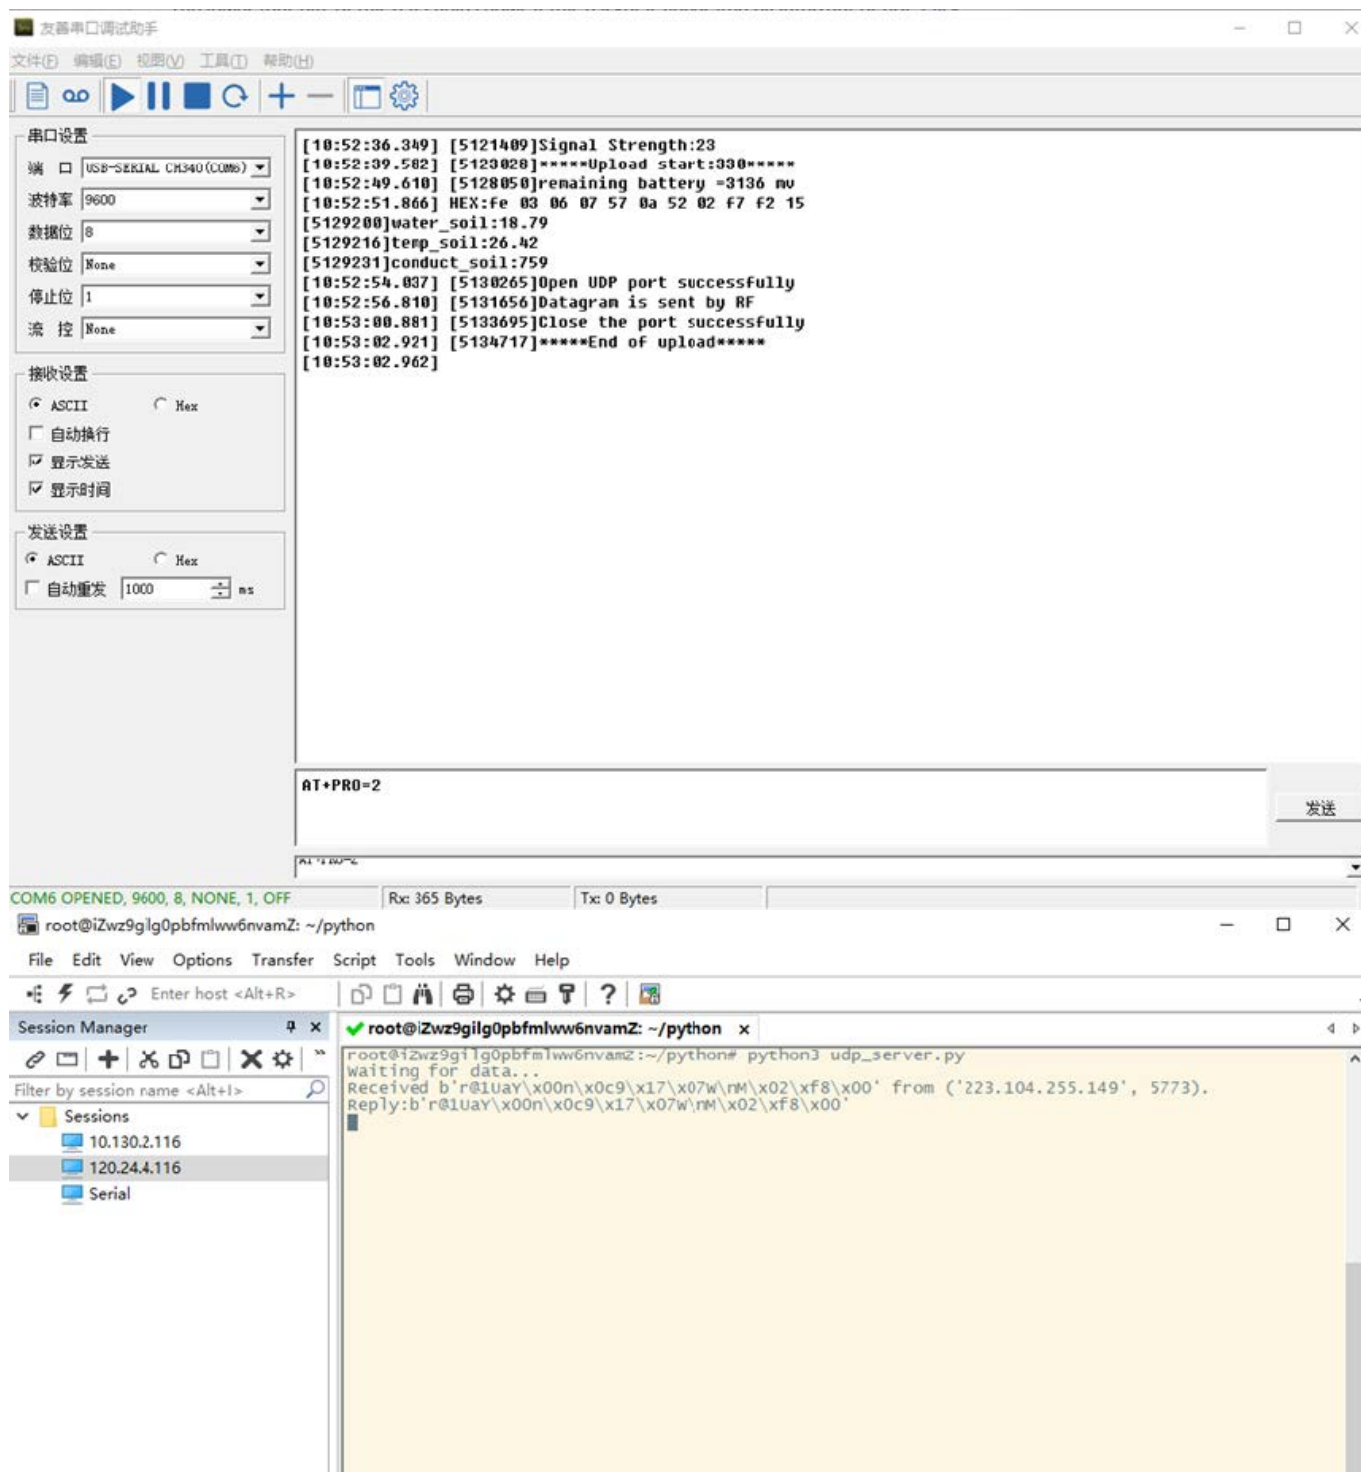 友善串口调试助手
文件(F) 编辑(E) 视图(V) 工具(T) 帮助(H)
串口设置
端 口 USB-SERIAL CH340(COM6)
波特率 9600
数据位 8
校验位 None
停止位 1
流 控 None
接收设置
ASCII Hex
自动换行
显示发送
显示时间
发送设置
ASCII Hex
自动重发 1000 ms
[10:52:36.349] [5121409]Signal Strength:23
[10:52:39.582] [5123028]*****Upload start:330*****
[10:52:49.610] [5128050]remaining battery =3136 mv
[10:52:51.866] HEX:fe 03 06 07 57 0a 52 02 f7 f2 15
[5129200]water_soil:18.79
[5129216]temp_soil:26.42
[5129231]conduct_soil:759
[10:52:54.037] [5130265]Open UDP port successfully
[10:52:56.810] [5131656]Datagram is sent by RF
[10:53:00.881] [5133695]Close the port successfully
[10:53:02.921] [5134717]*****End of upload*****
[10:53:02.962]
AT+PRO=2
发送
COM6 OPENED, 9600, 8, NONE, 1, OFF Rx: 365 Bytes Tx: 0 Bytes
root@iZwz9gilg0pbfmlww6nvamZ: ~/python
File Edit View Options Transfer Script Tools Window Help
Enter host <Alt+R>
Session Manager
root@iZwz9gilg0pbfmlww6nvamZ: ~/python
Filter by session name <Alt+I>
Sessions
10.130.2.116
120.24.4.116
Serial
root@iZwz9gilg0pbfmlww6nvamZ:~/python# python3 udp_server.py
Waiting for data...
Received b'r@1UaY\x00n\x0c9\x17\x07W\nM\x02\xf8\x00' from ('223.104.255.149', 5773).
Reply:b'r@1UaY\x00n\x0c9\x17\x07W\nM\x02\xf8\x00'